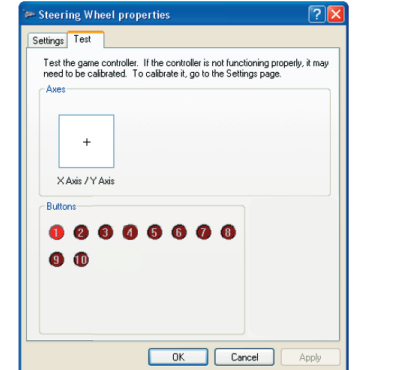 Steering Wheel properties
Settings Test
Test the game controller. If the controller is not functioning properly, it may
need to be calibrated. To calibrate it, go to the Settings page.
Axes
X Axis / Y Axis
Buttons
1 2 3 4 5 6 7 8
9 10
OK Cancel Apply